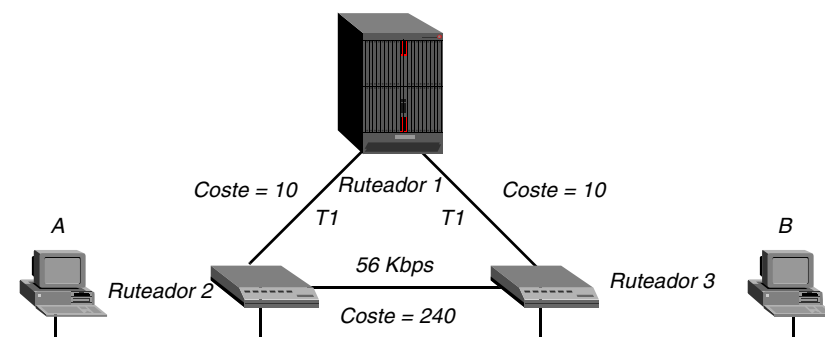 Coste = 10
Ruteador 1
Coste = 10
T1
T1
A
B
56 Kbps
Ruteador 2
Ruteador 3
Coste = 240